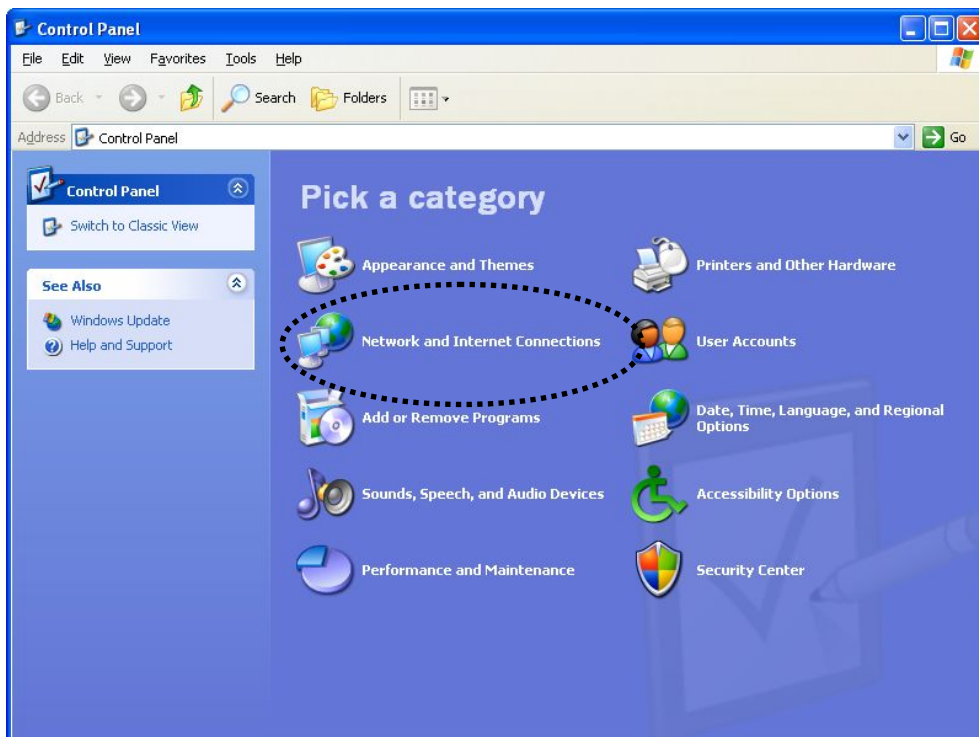 Control Panel
File Edit View Favorites Tools Help
Back Search Folders
Address Control Panel Go
Control Panel
Switch to Classic View
See Also
Windows Update
Help and Support
Pick a category
Appearance and Themes
Printers and Other Hardware
Network and Internet Connections
User Accounts
Add or Remove Programs
Date, Time, Language, and Regional
Options
Sounds, Speech, and Audio Devices
Accessibility Options
Performance and Maintenance
Security Center